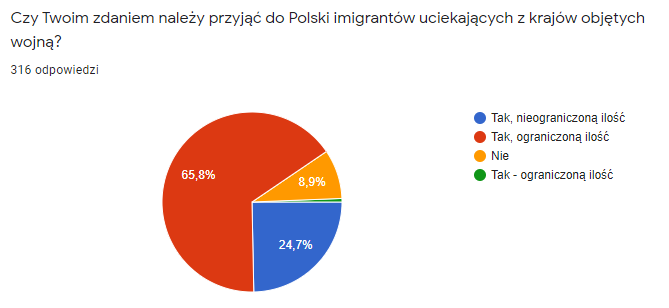 Czy Twoim zdaniem należy przyjąć do Polski imigrantów uciekających z krajów objętych
wojną?
316 odpowiedzi
Tak, nieograniczoną ilość
Tak, ograniczoną ilość
Nie
Tak - ograniczoną ilość
65,8%
8,9%
24,7%